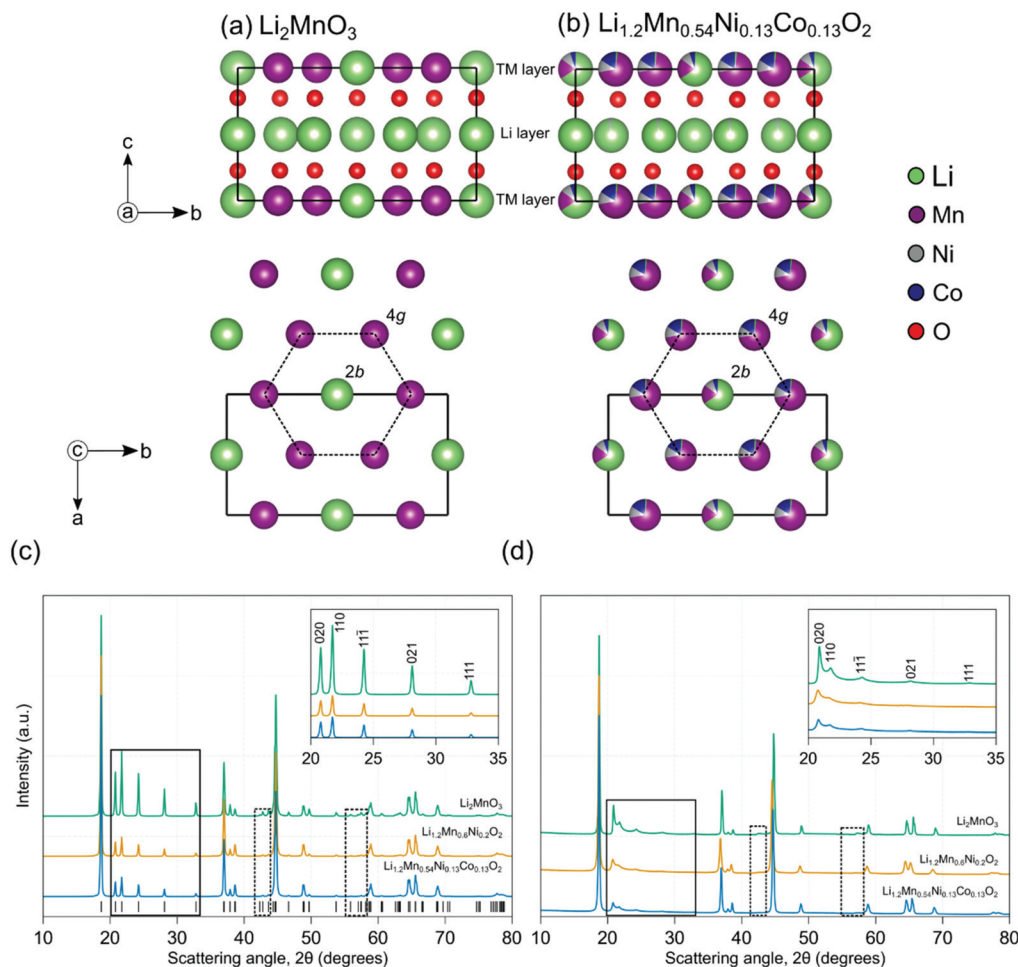 (a) Li₂MnO₃
(b) Li₁.₂Mn₀.₅₄Ni₀.₁₃Co₀.₁₃O₂
TM layer
Li layer
TM layer
c
a
b
Li
Mn
Ni
Co
O
4g
2b
4g
2b
c
b
a
(c)
(d)
Intensity (a.u.)
020
110
11̅1̅
021
111
20 25 30 35
Li₂MnO₃
Li₁.₂Mn₀.₆Ni₀.₂O₂
Li₁.₂Mn₀.₅₄Ni₀.₁₃Co₀.₁₃O₂
10 20 30 40 50 60 70 80
Scattering angle, 2θ (degrees)
020
110
111̅
021
111
20 25 30 35
Li₂MnO₃
Li₁.₂Mn₀.₆Ni₀.₂O₂
Li₁.₂Mn₀.₅₄Ni₀.₁₃Co₀.₁₃O₂
10 20 30 40 50 60 70 80
Scattering angle, 2θ (degrees)